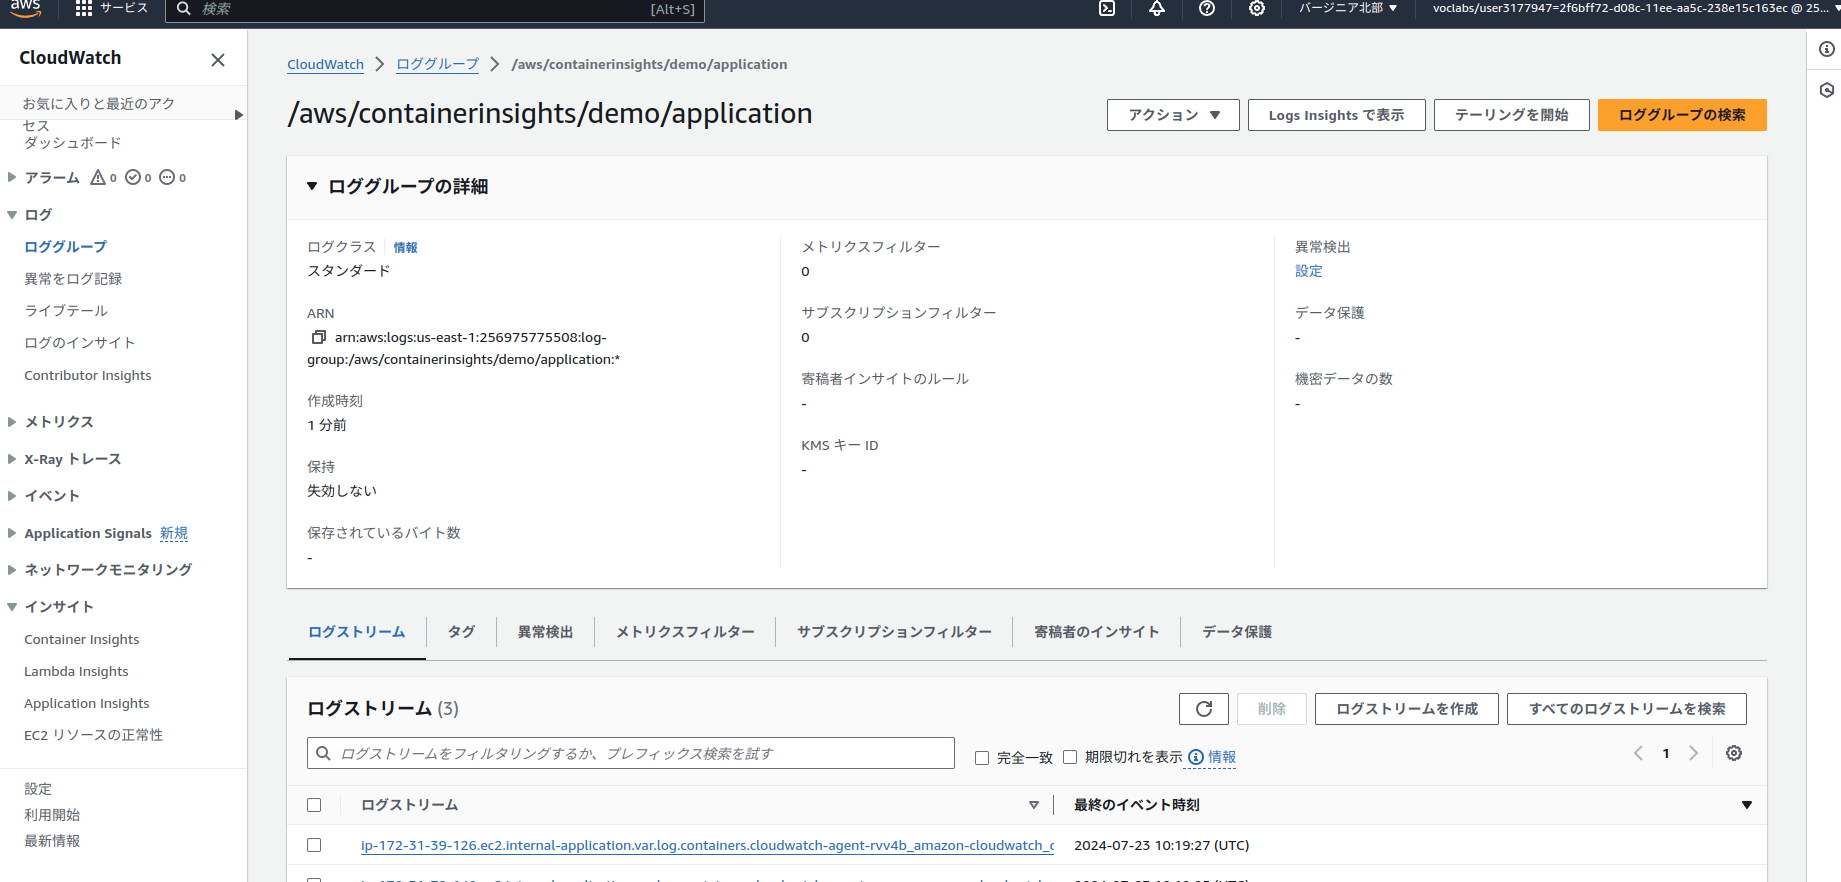 aws
サービス
検索
[Alt+S]
バージニア北部
voclabs/user3177947=2f6bff72-d08c-11ee-aa5c-238e15c163ec @ 25...
CloudWatch
お気に入りと最近のアク
セス
ダッシュボード
アラーム 0 0 0
ログ
ロググループ
異常をログ記録
ライブテール
ログのインサイト
Contributor Insights
メトリクス
X-Ray トレース
イベント
Application Signals 新規
ネットワークモニタリング
インサイト
Container Insights
Lambda Insights
Application Insights
EC2 リソースの正常性
設定
利用開始
最新情報
CloudWatch > ロググループ > /aws/containerinsights/demo/application
/aws/containerinsights/demo/application
アクション
Logs Insights で表示
テーリングを開始
ロググループの検索
ロググループの詳細
ログクラス 情報
スタンダード
ARN
arn:aws:logs:us-east-1:256975775508:log-
group:/aws/containerinsights/demo/application:*
作成時刻
1 分前
保持
失効しない
保存されているバイト数
-
メトリクスフィルター
0
サブスクリプションフィルター
0
寄稿者インサイトのルール
-
KMS キー ID
-
異常検出
設定
データ保護
-
機密データの数
-
ログストリーム
タグ
異常検出
メトリクスフィルター
サブスクリプションフィルター
寄稿者のインサイト
データ保護
ログストリーム (3)
削除
ログストリームを作成
すべてのログストリームを検索
ログストリームをフィルタリングするか、プレフィックス検索を試す
完全一致
期限切れを表示
情報
1
ログストリーム
最終のイベント時刻
ip-172-31-39-126.ec2.internal-application.var.log.containers.cloudwatch-agent-rvv4b_amazon-cloudwatch_c
2024-07-23 10:19:27 (UTC)